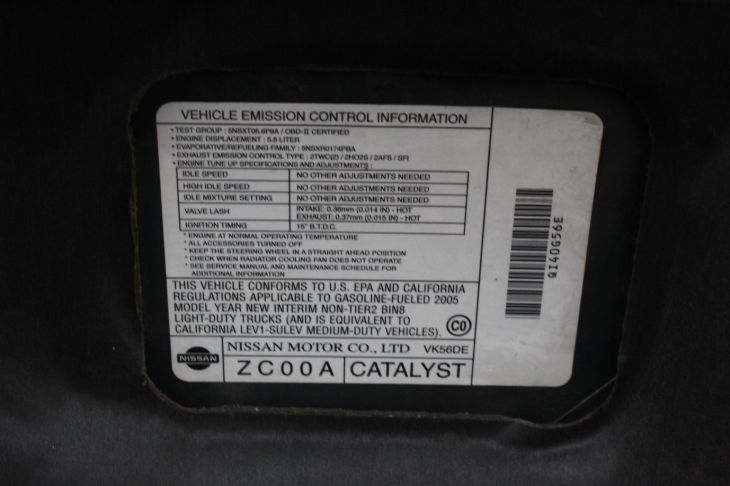 VEHICLE EMISSION CONTROL INFORMATION
• TEST GROUP : 5NSXT05.6P9A / OBD-II CERTIFIED
• ENGINE DISPLACEMENT : 5.6 LITER
• EVAPORATIVE/REFUELING FAMILY : 5NSXR0174PBA
• EXHAUST EMISSION CONTROL TYPE : 2TWC(2) / 2HO2S / 2AFS / SFI
• ENGINE TUNE UP SPECIFICATIONS AND ADJUSTMENTS :
IDLE SPEED NO OTHER ADJUSTMENTS NEEDED
HIGH IDLE SPEED NO OTHER ADJUSTMENTS NEEDED
IDLE MIXTURE SETTING NO OTHER ADJUSTMENTS NEEDED
VALVE LASH INTAKE: 0.36mm (0.014 IN) - HOT
EXHAUST: 0.37mm (0.015 IN) - HOT
IGNITION TIMING 15° B.T.D.C.
* ENGINE AT NORMAL OPERATING TEMPERATURE
* ALL ACCESSORIES TURNED OFF
* KEEP THE STEERING WHEEL IN A STRAIGHT AHEAD POSITION
* CHECK WHEN RADIATOR COOLING FAN DOES NOT OPERATE
* SEE SERVICE MANUAL AND MAINTENANCE SCHEDULE FOR
ADDITIONAL INFORMATION
THIS VEHICLE CONFORMS TO U.S. EPA AND CALIFORNIA
REGULATIONS APPLICABLE TO GASOLINE-FUELED 2005
MODEL YEAR NEW INTERIM NON-TIER2 BIN8
LIGHT-DUTY TRUCKS (AND IS EQUIVALENT TO
CALIFORNIA LEV1-SULEV MEDIUM-DUTY VEHICLES).
CO
NISSAN
NISSAN MOTOR CO., LTD VK56DE
ZC00A CATALYST
QI40G56E